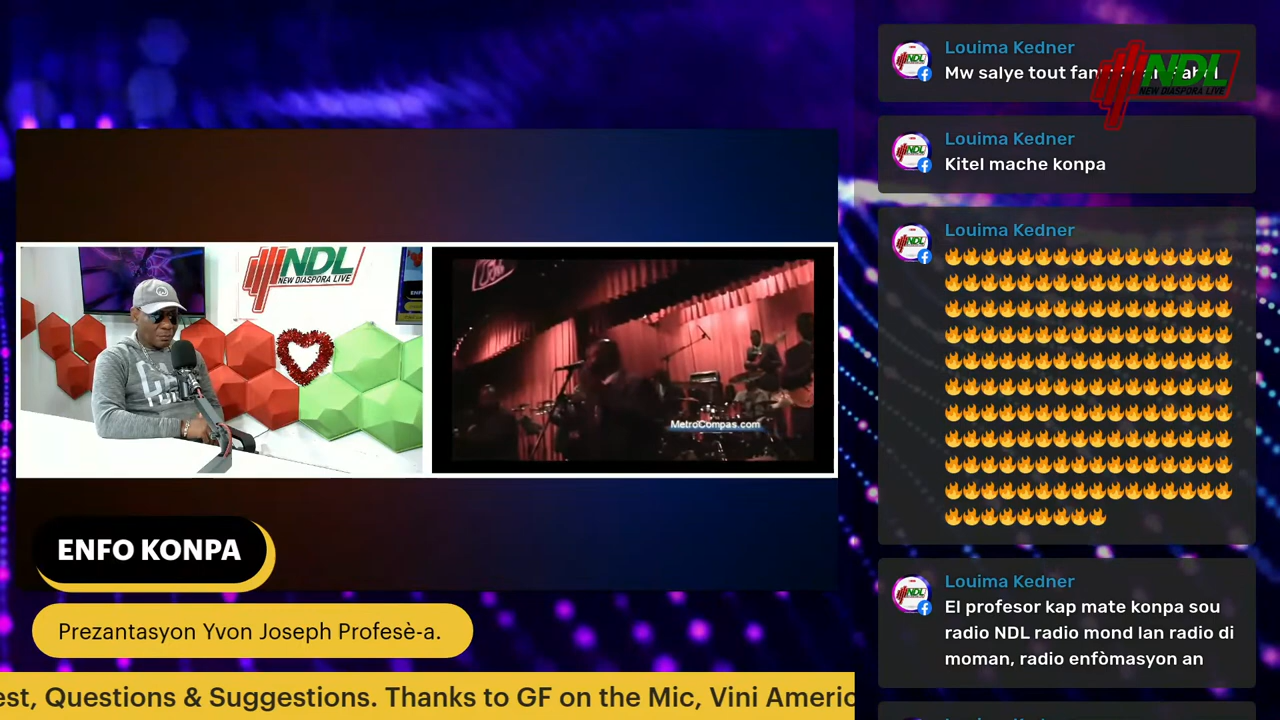 Louima Kedner
Mw salye tout
NDL
NEW DIASPORA LIVE
Louima Kedner
Kitel mache konpa
Louima Kedner
🔥🔥🔥🔥🔥🔥🔥🔥🔥🔥🔥🔥🔥🔥🔥🔥
🔥🔥🔥🔥🔥🔥🔥🔥🔥🔥🔥🔥🔥🔥🔥🔥
🔥🔥🔥🔥🔥🔥🔥🔥🔥🔥🔥🔥🔥🔥🔥🔥
🔥🔥🔥🔥🔥🔥🔥🔥🔥🔥🔥🔥🔥🔥🔥🔥
🔥🔥🔥🔥🔥🔥🔥🔥🔥🔥🔥🔥🔥🔥🔥🔥
🔥🔥🔥🔥🔥🔥🔥🔥🔥🔥🔥🔥🔥🔥🔥🔥
🔥🔥🔥🔥🔥🔥🔥🔥🔥🔥🔥🔥🔥🔥🔥🔥
🔥🔥🔥🔥🔥🔥🔥🔥🔥🔥🔥🔥🔥🔥🔥🔥
🔥🔥🔥🔥🔥🔥🔥🔥🔥🔥🔥🔥🔥🔥🔥🔥
🔥🔥🔥🔥🔥🔥🔥🔥🔥🔥🔥🔥🔥🔥🔥🔥
🔥🔥🔥🔥🔥🔥🔥🔥🔥
Louima Kedner
El profesor kap mate konpa sou
radio NDL radio mond lan radio di
moman, radio enfòmasyon an
NDL
NEW DIASPORA LIVE
MetroCompas.com
ENFO KONPA
Prezantasyon Yvon Joseph Profesè-a.
est, Questions & Suggestions. Thanks to GF on the Mic, Vini Americ